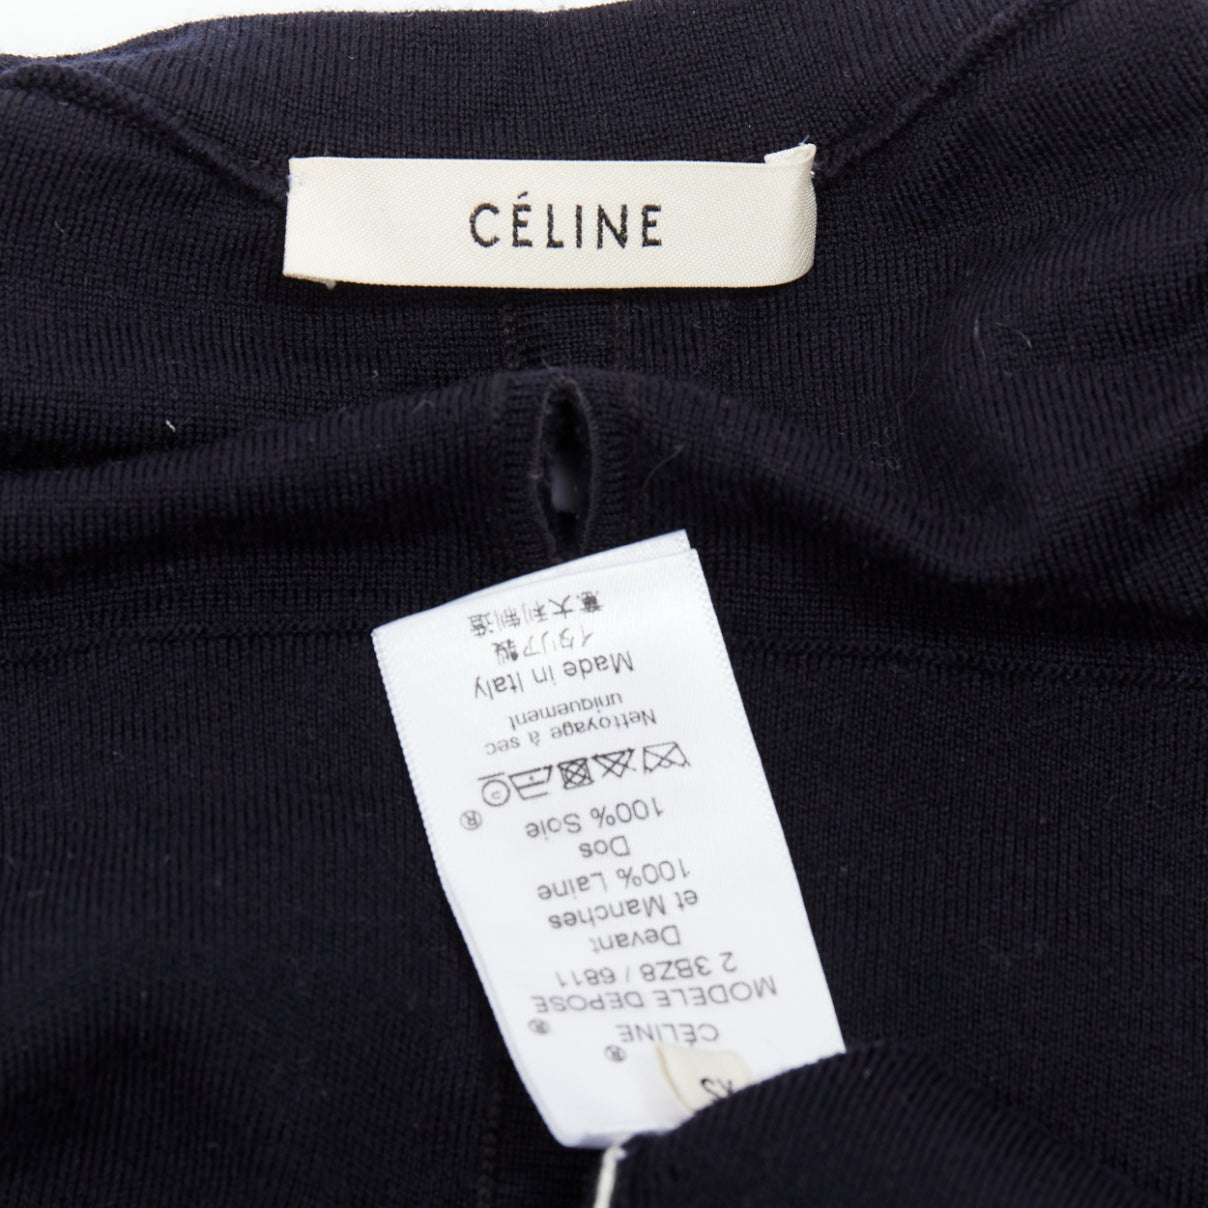 CÉLINE
XS
CÉLINE ®
MODELE DEPOSE ®
2 3BZ8 / 6811
Devant
et Manches
100% Laine
Dos
100% Soie ®
Nettoyage à sec
uniquement
Made in Italy
イタリア製
意大利制造